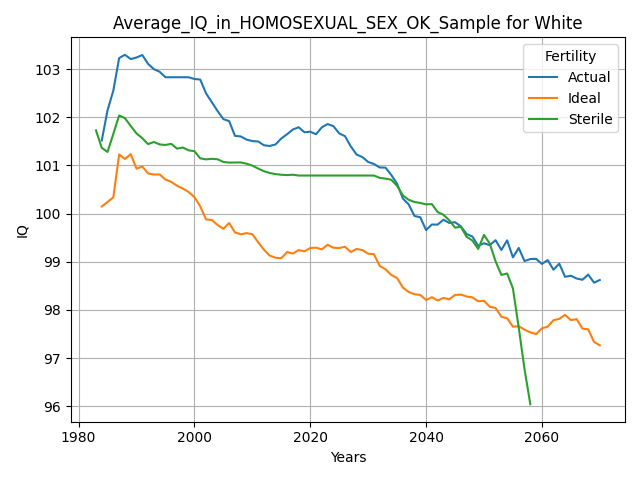 Average_IQ_in_HOMOSEXUAL_SEX_OK_Sample for White
Fertility
Actual
Ideal
Sterile
IQ
103
102
101
100
99
98
97
96
1980
2000
2020
2040
2060
Years